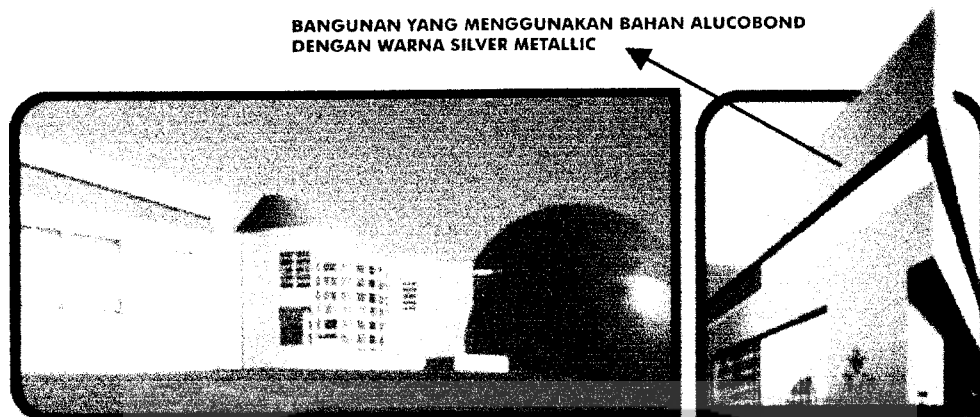 BANGUNAN YANG MENGGUNAKAN BAHAN ALUCOBOND
DENGAN WARNA SILVER METALLIC